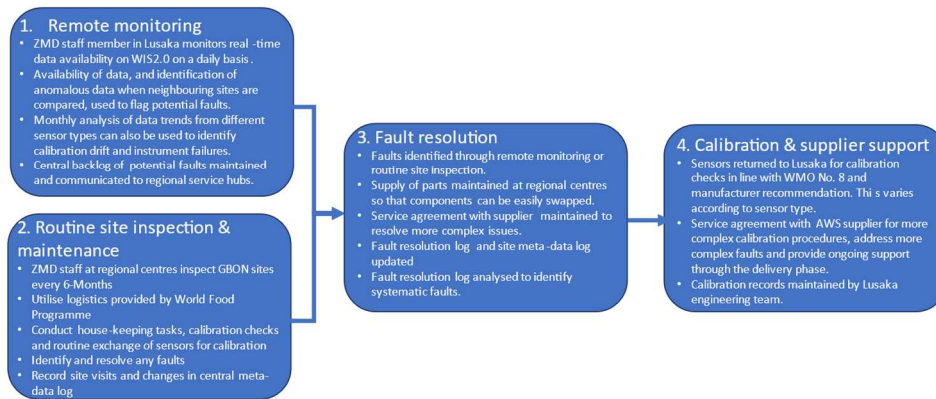 1. Remote monitoring
• ZMD staff member in Lusaka monitors real -time
data availability on WIS2.0 on a daily basis .
• Availability of data, and identification of
anomalous data when neighbouring sites are
compared, used to flag potential faults.
• Monthly analysis of data trends from different
sensor types can also be used to identify
calibration drift and instrument failures.
• Central backlog of potential faults maintained
and communicated to regional service hubs.
2. Routine site inspection &
maintenance
• ZMD staff at regional centres inspect GBON sites
every 6-Months
• Utilise logistics provided by World Food
Programme
• Conduct house-keeping tasks, calibration checks
and routine exchange of sensors for calibration
• Identify and resolve any faults
• Record site visits and changes in central meta-
data log
3. Fault resolution
• Faults identified through remote monitoring or
routine site inspection.
• Supply of parts maintained at regional centres
so that components can be easily swapped.
• Service agreement with supplier maintained to
resolve more complex issues.
• Fault resolution log and site meta -data log
updated
• Fault resolution log analysed to identify
systematic faults.
4. Calibration & supplier support
• Sensors returned to Lusaka for calibration
checks in line with WMO No. 8 and
manufacturer recommendation. Thi s varies
according to sensor type.
• Service agreement with AWS supplier for more
complex calibration procedures, address more
complex faults and provide ongoing support
through the delivery phase.
• Calibration records maintained by Lusaka
engineering team.